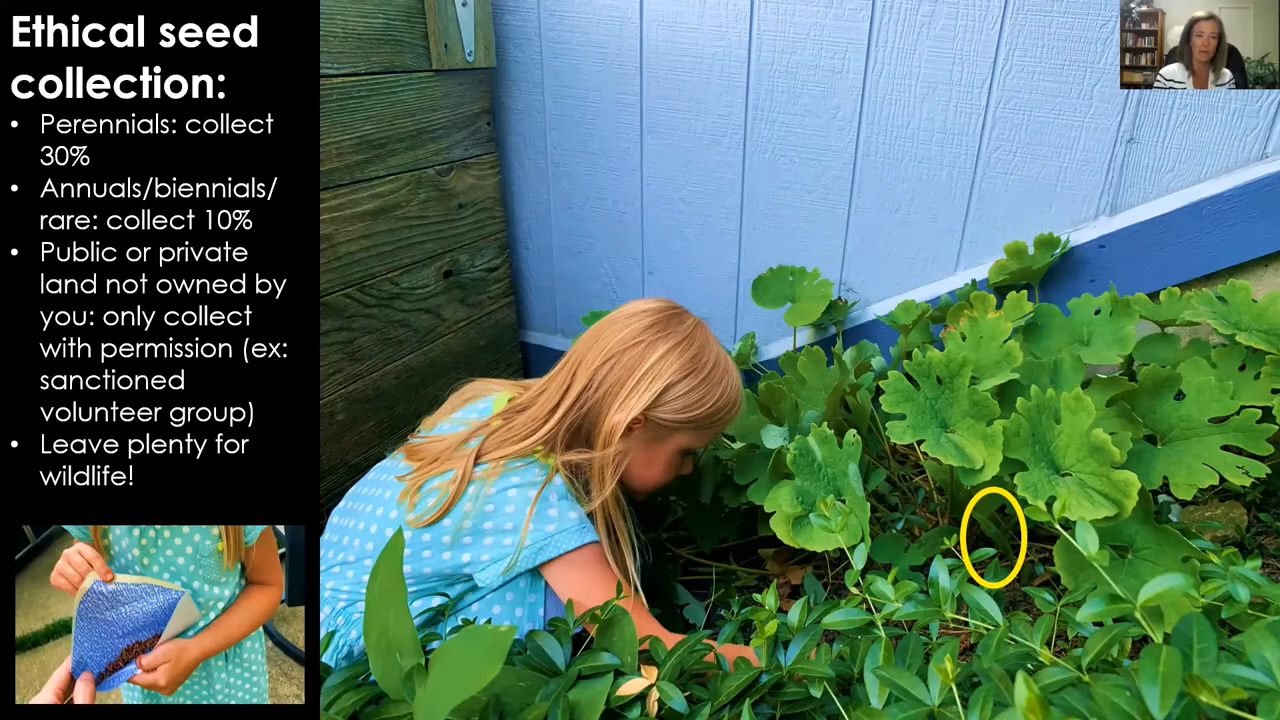 Ethical seed
collection:
• Perennials: collect
30%
• Annuals/biennials/
rare: collect 10%
• Public or private
land not owned by
you: only collect
with permission (ex:
sanctioned
volunteer group)
• Leave plenty for
wildlife!